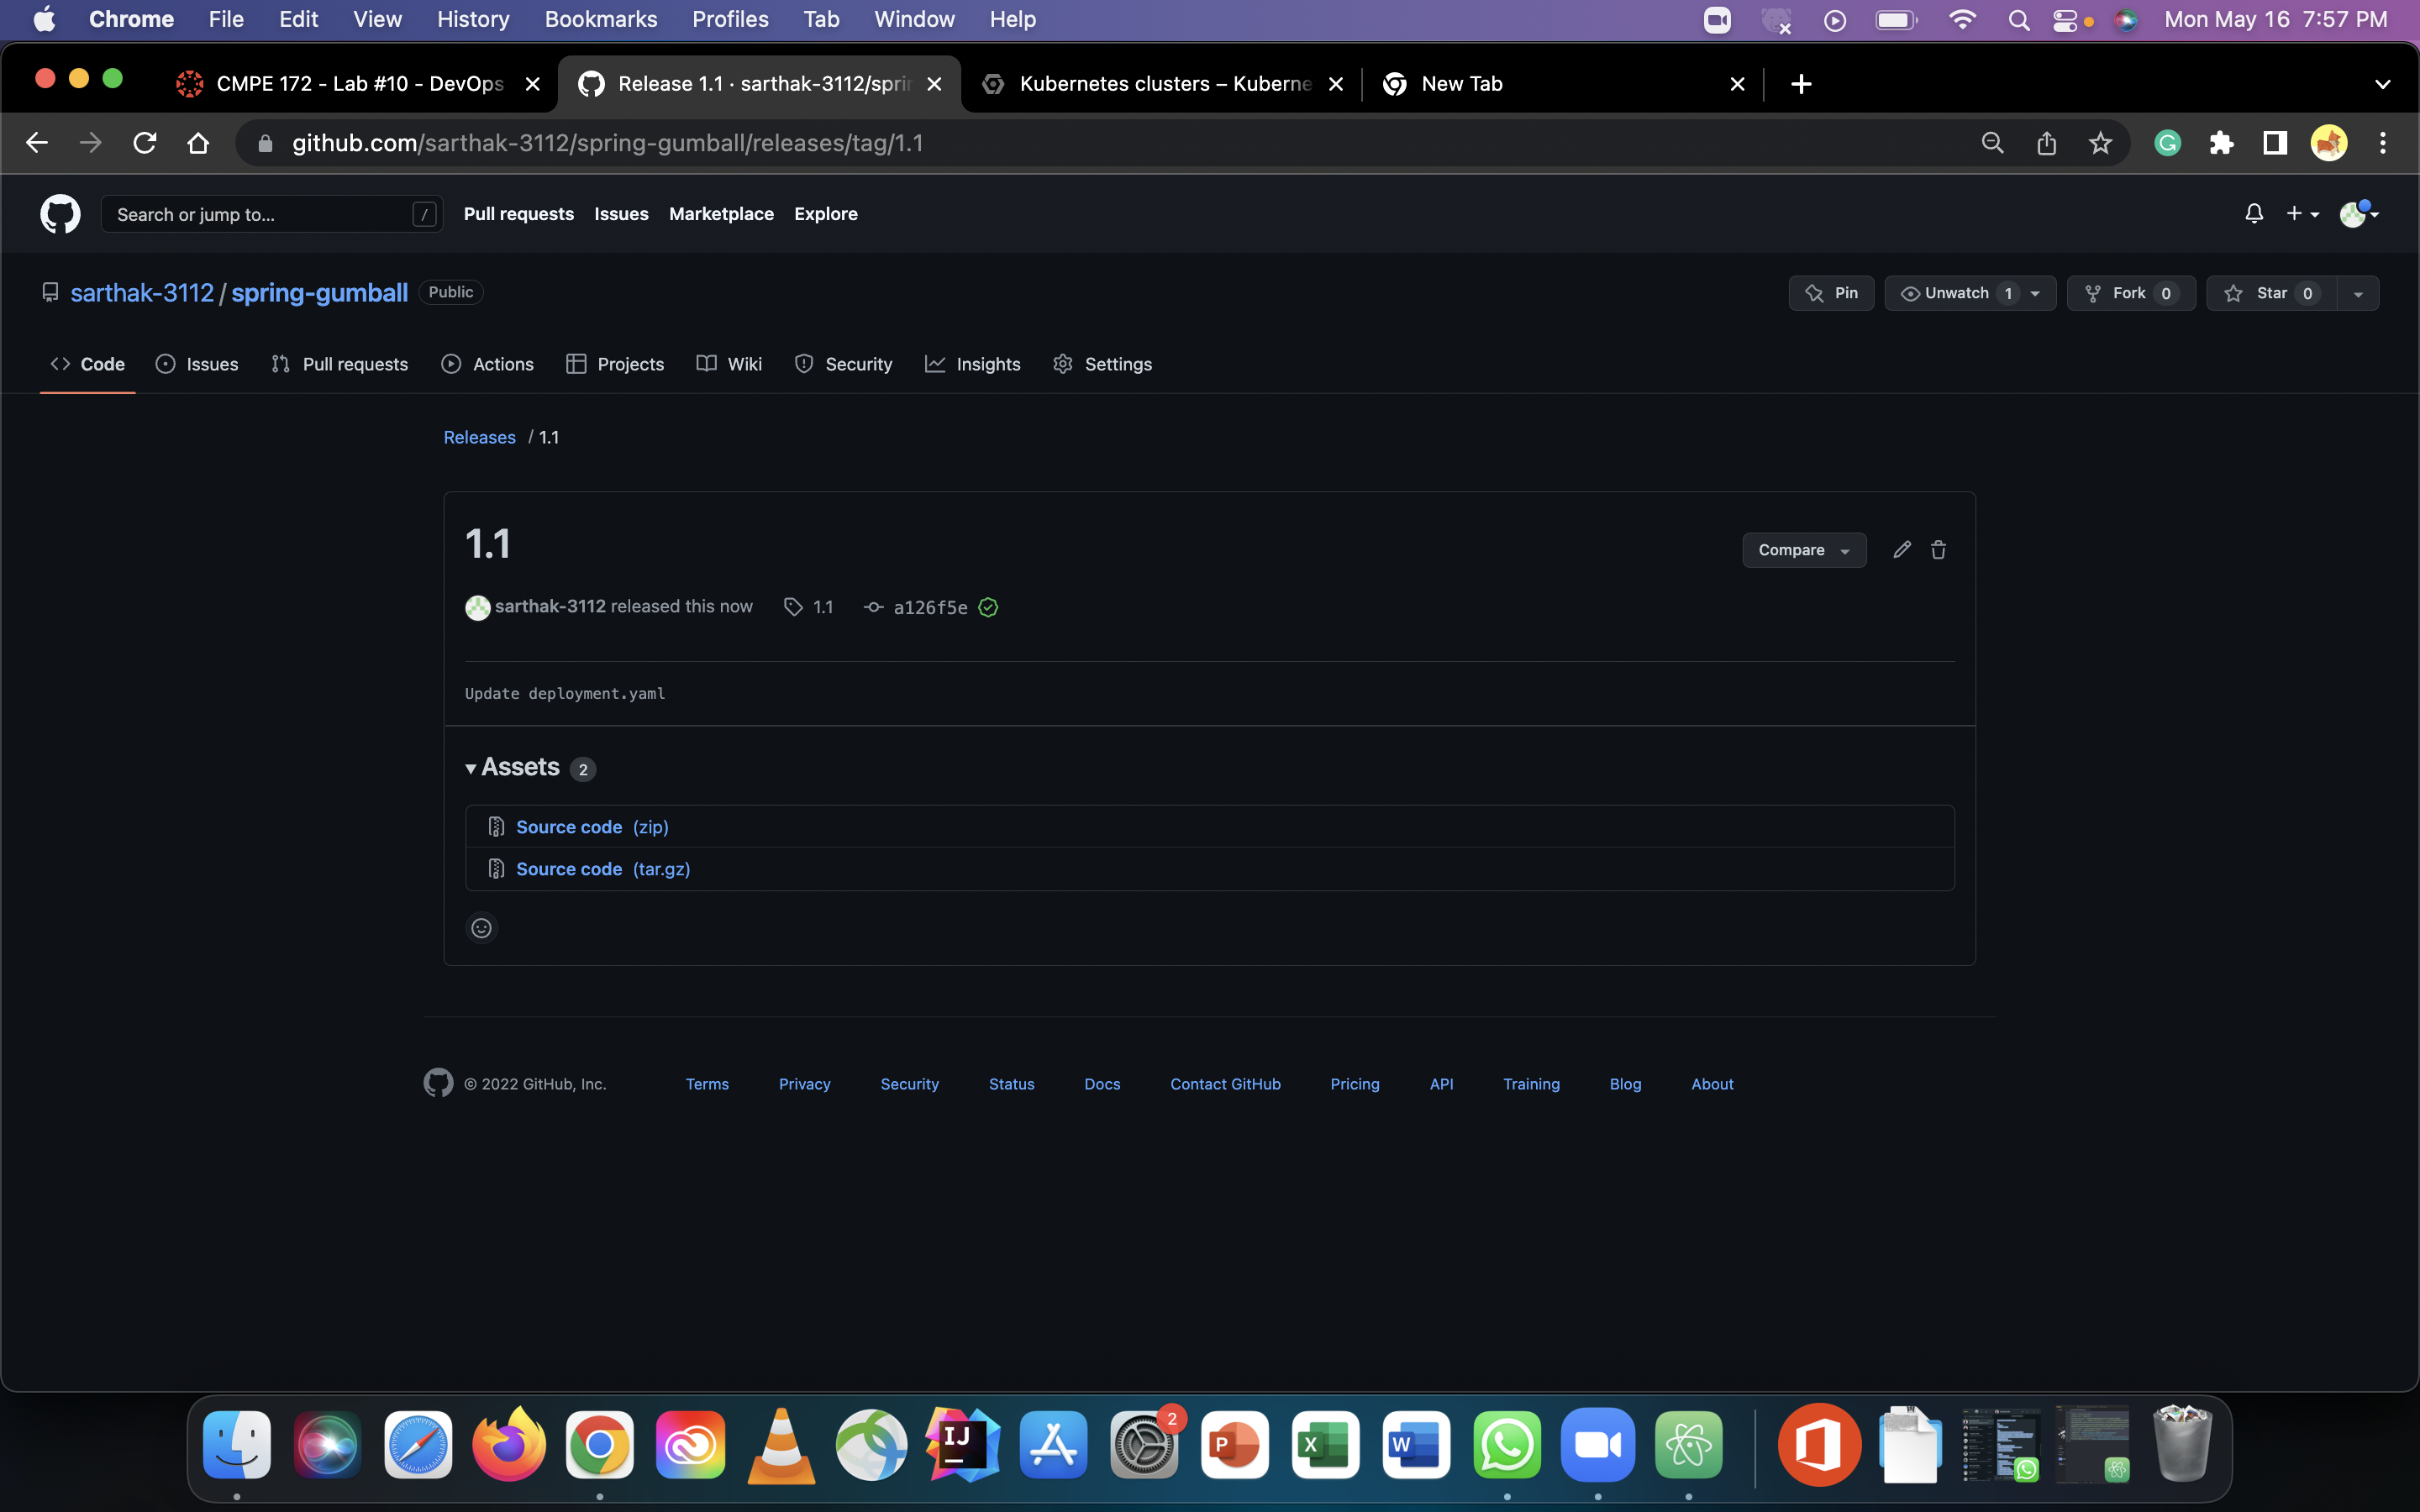 Chrome File Edit View History Bookmarks Profiles Tab Window Help Mon May 16 7:57 PM
CMPE 172 - Lab #10 - DevOps Release 1.1 · sarthak-3112/sprin Kubernetes clusters – Kuberne New Tab
github.com/sarthak-3112/spring-gumball/releases/tag/1.1
Search or jump to... / Pull requests Issues Marketplace Explore
sarthak-3112 / spring-gumball Public Pin Unwatch 1 Fork 0 Star 0
Code Issues Pull requests Actions Projects Wiki Security Insights Settings
Releases / 1.1
1.1
Compare
sarthak-3112 released this now 1.1 a126f5e
Update deployment.yaml
Assets 2
Source code (zip)
Source code (tar.gz)
© 2022 GitHub, Inc. Terms Privacy Security Status Docs Contact GitHub Pricing API Training Blog About
2
IJ P X W